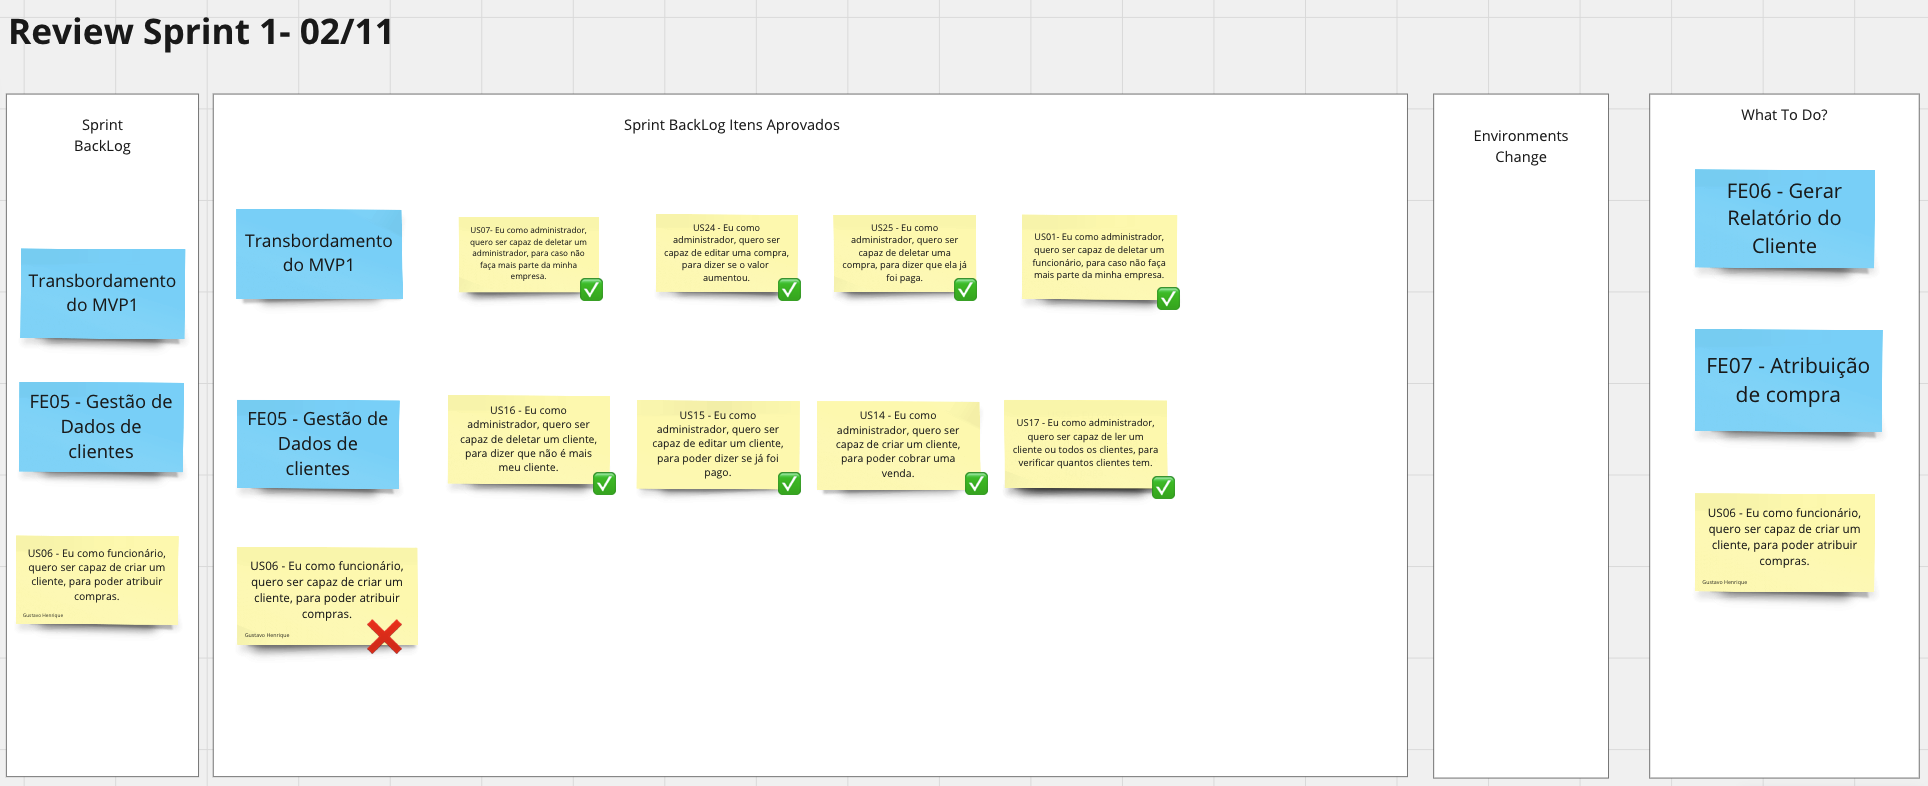 Review Sprint 1- 02/11
Sprint
BackLog
Transbordamento
do MVP1
FE05 - Gestão de
Dados de
clientes
US06 - Eu como funcionário,
quero ser capaz de criar um
cliente, para poder atribuir
compras.
Gustavo Henrique
Sprint BackLog Itens Aprovados
Transbordamento
do MVP1
US07- Eu como administrador,
quero ser capaz de deletar um
administrador, para caso não
faça mais parte da minha
empresa.
US24 - Eu como
administrador, quero ser
capaz de editar uma compra,
para dizer se o valor
aumentou.
US25 - Eu como
administrador, quero ser
capaz de deletar uma
compra, para dizer que ela já
foi paga.
US01- Eu como administrador,
quero ser capaz de deletar um
funcionário, para caso não faça
mais parte da minha empresa.
FE05 - Gestão de
Dados de
clientes
US16 - Eu como
administrador, quero ser
capaz de deletar um cliente,
para dizer que não é mais
meu cliente.
US15 - Eu como
administrador, quero ser
capaz de editar um cliente,
para poder dizer se já foi
pago.
US14 - Eu como
administrador, quero ser
capaz de criar um cliente,
para poder cobrar uma
venda.
US17 - Eu como administrador,
quero ser capaz de ler um
cliente ou todos os clientes, para
verificar quantos clientes tem.
US06 - Eu como funcionário,
quero ser capaz de criar um
cliente, para poder atribuir
compras.
Gustavo Henrique
Environments
Change
What To Do?
FE06 - Gerar
Relatório do
Cliente
FE07 - Atribuição
de compra
US06 - Eu como funcionário,
quero ser capaz de criar um
cliente, para poder atribuir
compras.
Gustavo Henrique